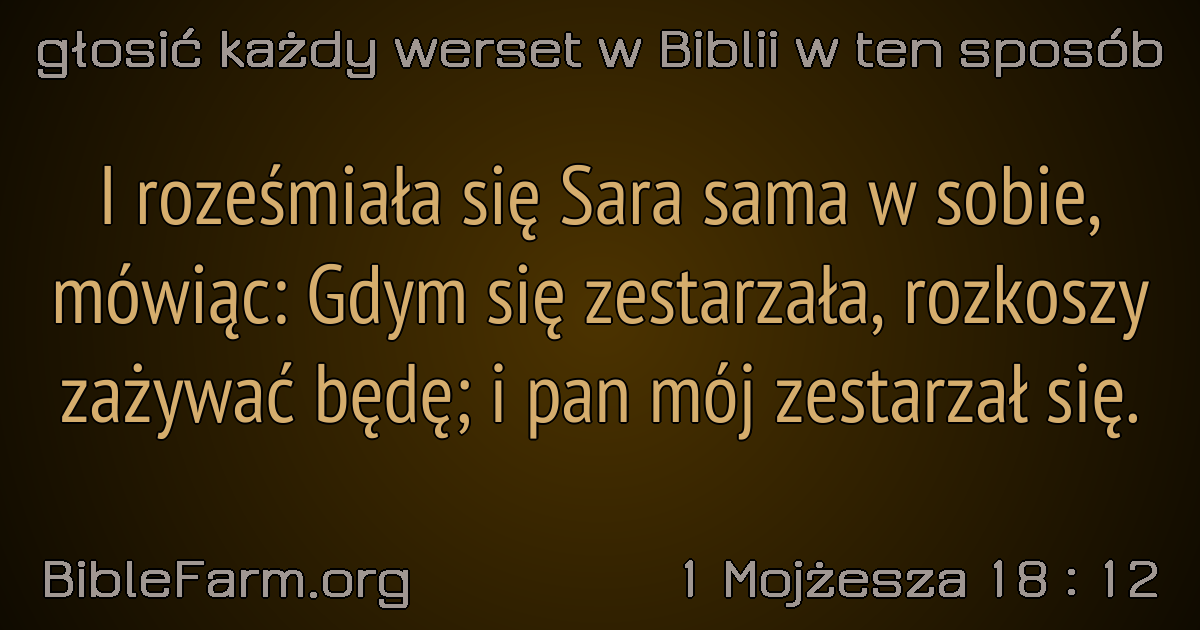 głosić każdy werset w Biblii w ten sposób
I roześmiała się Sara sama w sobie,
mówiąc: Gdym się zestarzała, rozkoszy
zażywać będę; i pan mój zestarzał się.
BibleFarm.org
1 Mojżesza 18 : 12